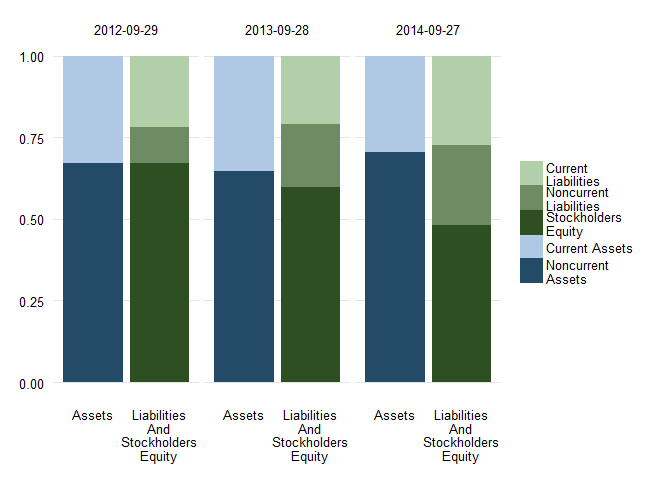 2012-09-29
2013-09-28
2014-09-27
1.00
0.75
0.50
0.25
0.00
Assets
Liabilities
And
Stockholders
Equity
Assets
Liabilities
And
Stockholders
Equity
Assets
Liabilities
And
Stockholders
Equity
Current
Liabilities
Noncurrent
Liabilities
Stockholders
Equity
Current Assets
Noncurrent
Assets